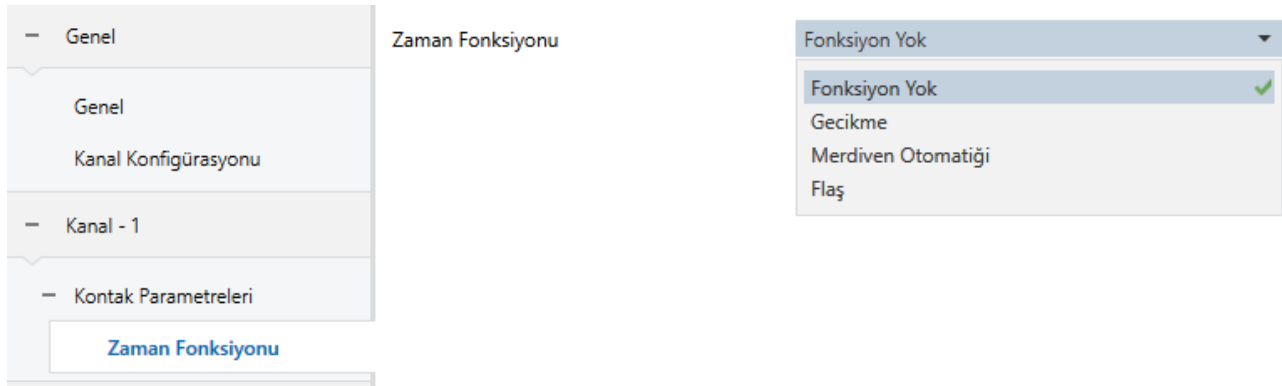 Genel
Genel
Kanal Konfigürasyonu
Kanal - 1
Kontak Parametreleri
Zaman Fonksiyonu
Zaman Fonksiyonu
Fonksiyon Yok
Fonksiyon Yok
Gecikme
Merdiven Otomatiği
Flaş